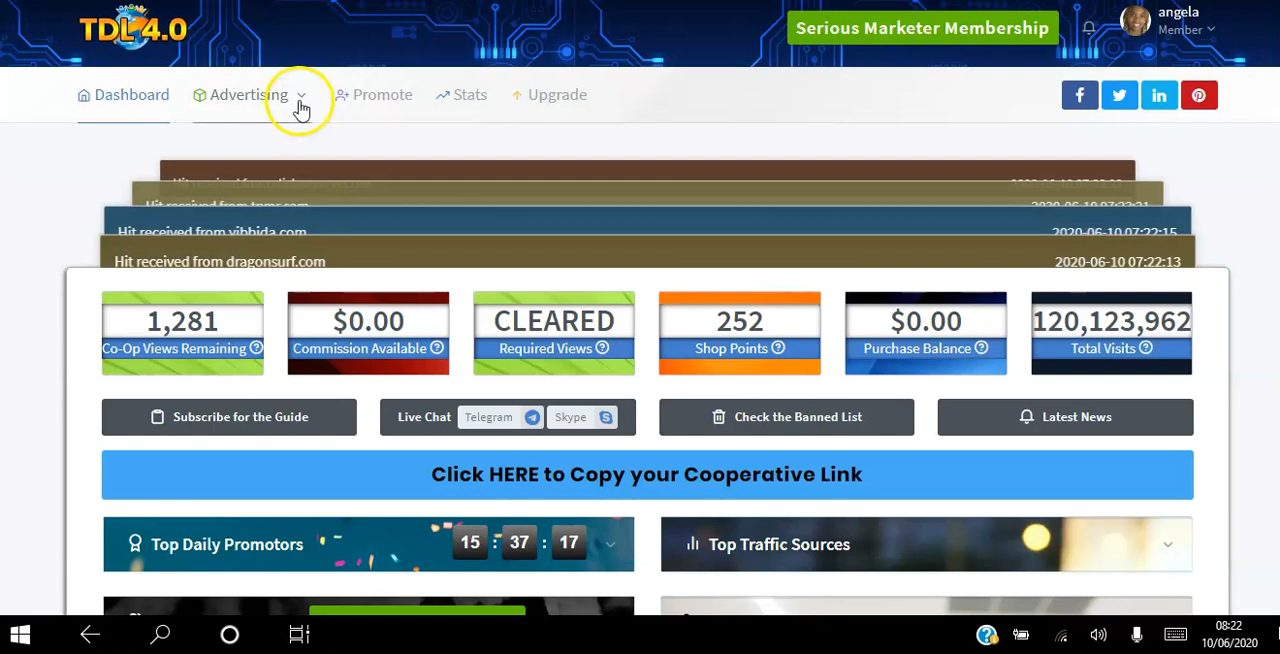 TDL 4.0
Serious Marketer Membership
angela
Member
Dashboard
Advertising
Promote
Stats
Upgrade
Hit received from
Hit received from
Hit received from vibbida.com
2020-06-10 07:22:15
Hit received from dragonsurf.com
2020-06-10 07:22:13
1,281
Co-Op Views Remaining
$0.00
Commission Available
CLEARED
Required Views
252
Shop Points
$0.00
Purchase Balance
120,123,962
Total Visits
Subscribe for the Guide
Live Chat Telegram Skype
Check the Banned List
Latest News
Click HERE to Copy your Cooperative Link
Top Daily Promotors
15 : 37 : 17
Top Traffic Sources
08:22
10/06/2020